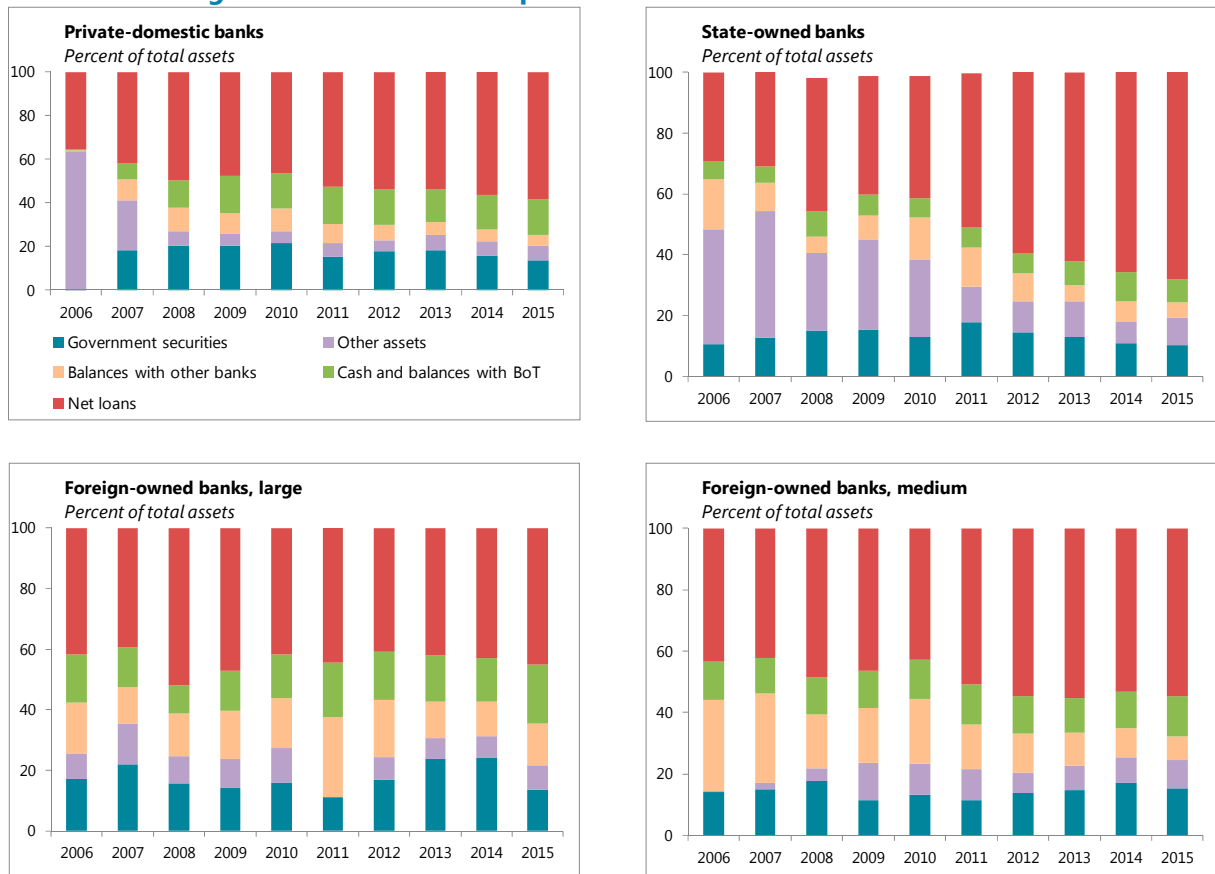 Private-domestic banks
Percent of total assets
100
80
60
40
20
0
2006 2007 2008 2009 2010 2011 2012 2013 2014 2015
Government securities Other assets
Balances with other banks Cash and balances with BoT
Net loans
State-owned banks
Percent of total assets
100
80
60
40
20
0
2006 2007 2008 2009 2010 2011 2012 2013 2014 2015
Foreign-owned banks, large
Percent of total assets
100
80
60
40
20
0
2006 2007 2008 2009 2010 2011 2012 2013 2014 2015
Foreign-owned banks, medium
Percent of total assets
100
80
60
40
20
0
2006 2007 2008 2009 2010 2011 2012 2013 2014 2015